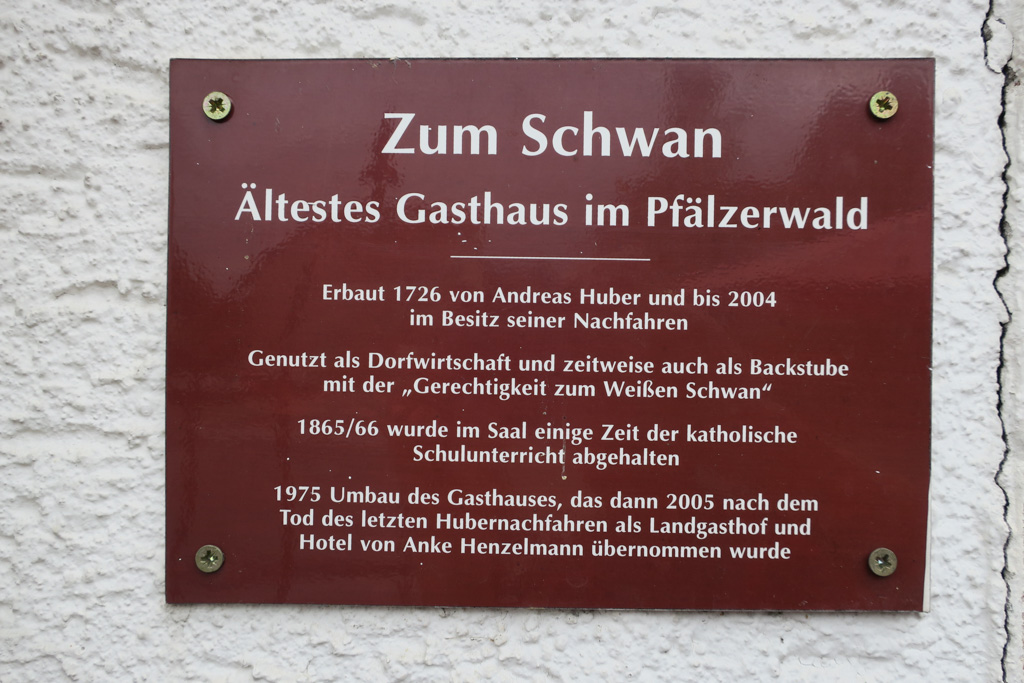 Zum Schwan
Ältestes Gasthaus im Pfälzerwald
Erbaut 1726 von Andreas Huber und bis 2004
im Besitz seiner Nachfahren
Genutzt als Dorfwirtschaft und zeitweise auch als Backstube
mit der „Gerechtigkeit zum Weißen Schwan“
1865/66 wurde im Saal einige Zeit der katholische
Schulunterricht abgehalten
1975 Umbau des Gasthauses, das dann 2005 nach dem
Tod des letzten Hubernachfahren als Landgasthof und
Hotel von Anke Henzelmann übernommen wurde